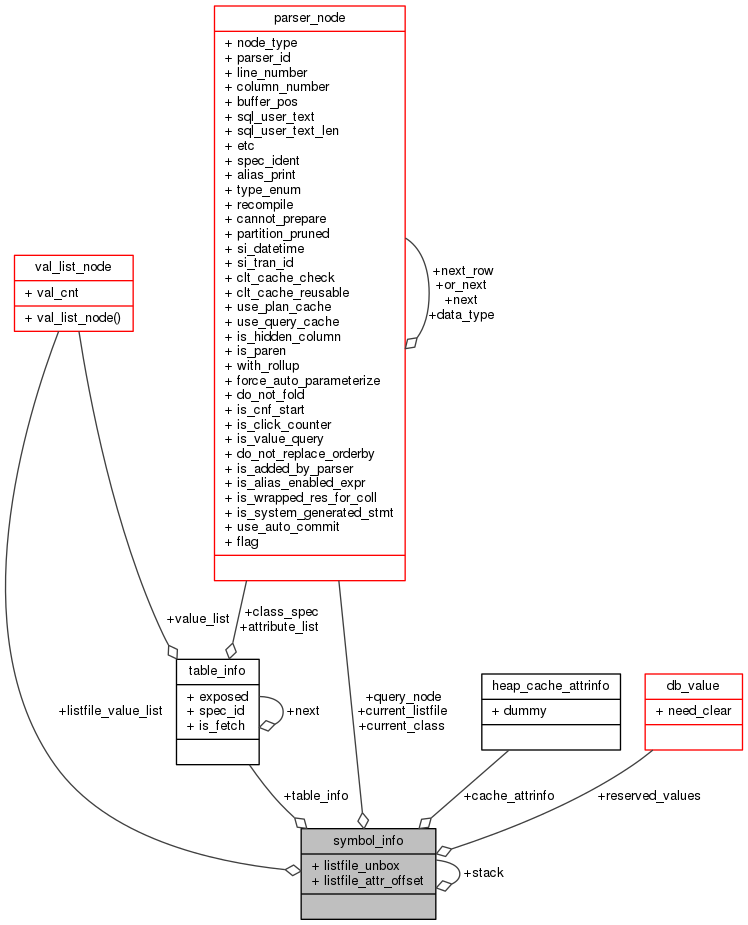 parser_node
+ node_type
+ parser_id
+ line_number
+ column_number
+ buffer_pos
+ sql_user_text
+ sql_user_text_len
+ etc
+ spec_ident
+ alias_print
+ type_enum
+ recompile
+ cannot_prepare
+ partition_pruned
+ si_datetime
+ si_tran_id
+ clt_cache_check
+ clt_cache_reusable
+ use_plan_cache
+ use_query_cache
+ is_hidden_column
+ is_paren
+ with_rollup
+ force_auto_parameterize
+ do_not_fold
+ is_cnf_start
+ is_click_counter
+ is_value_query
+ do_not_replace_orderby
+ is_added_by_parser
+ is_alias_enabled_expr
+ is_wrapped_res_for_coll
+ is_system_generated_stmt
+ use_auto_commit
+ flag
+next_row
+or_next
+next
+data_type
val_list_node
+ val_cnt
+ val_list_node()
+value_list
+class_spec
+attribute_list
table_info
+ exposed
+ spec_id
+ is_fetch
+next
+listfile_value_list
+query_node
+current_listfile
+current_class
heap_cache_attrinfo
+ dummy
db_value
+ need_clear
+table_info
+cache_attrinfo
+reserved_values
symbol_info
+ listfile_unbox
+ listfile_attr_offset
+stack